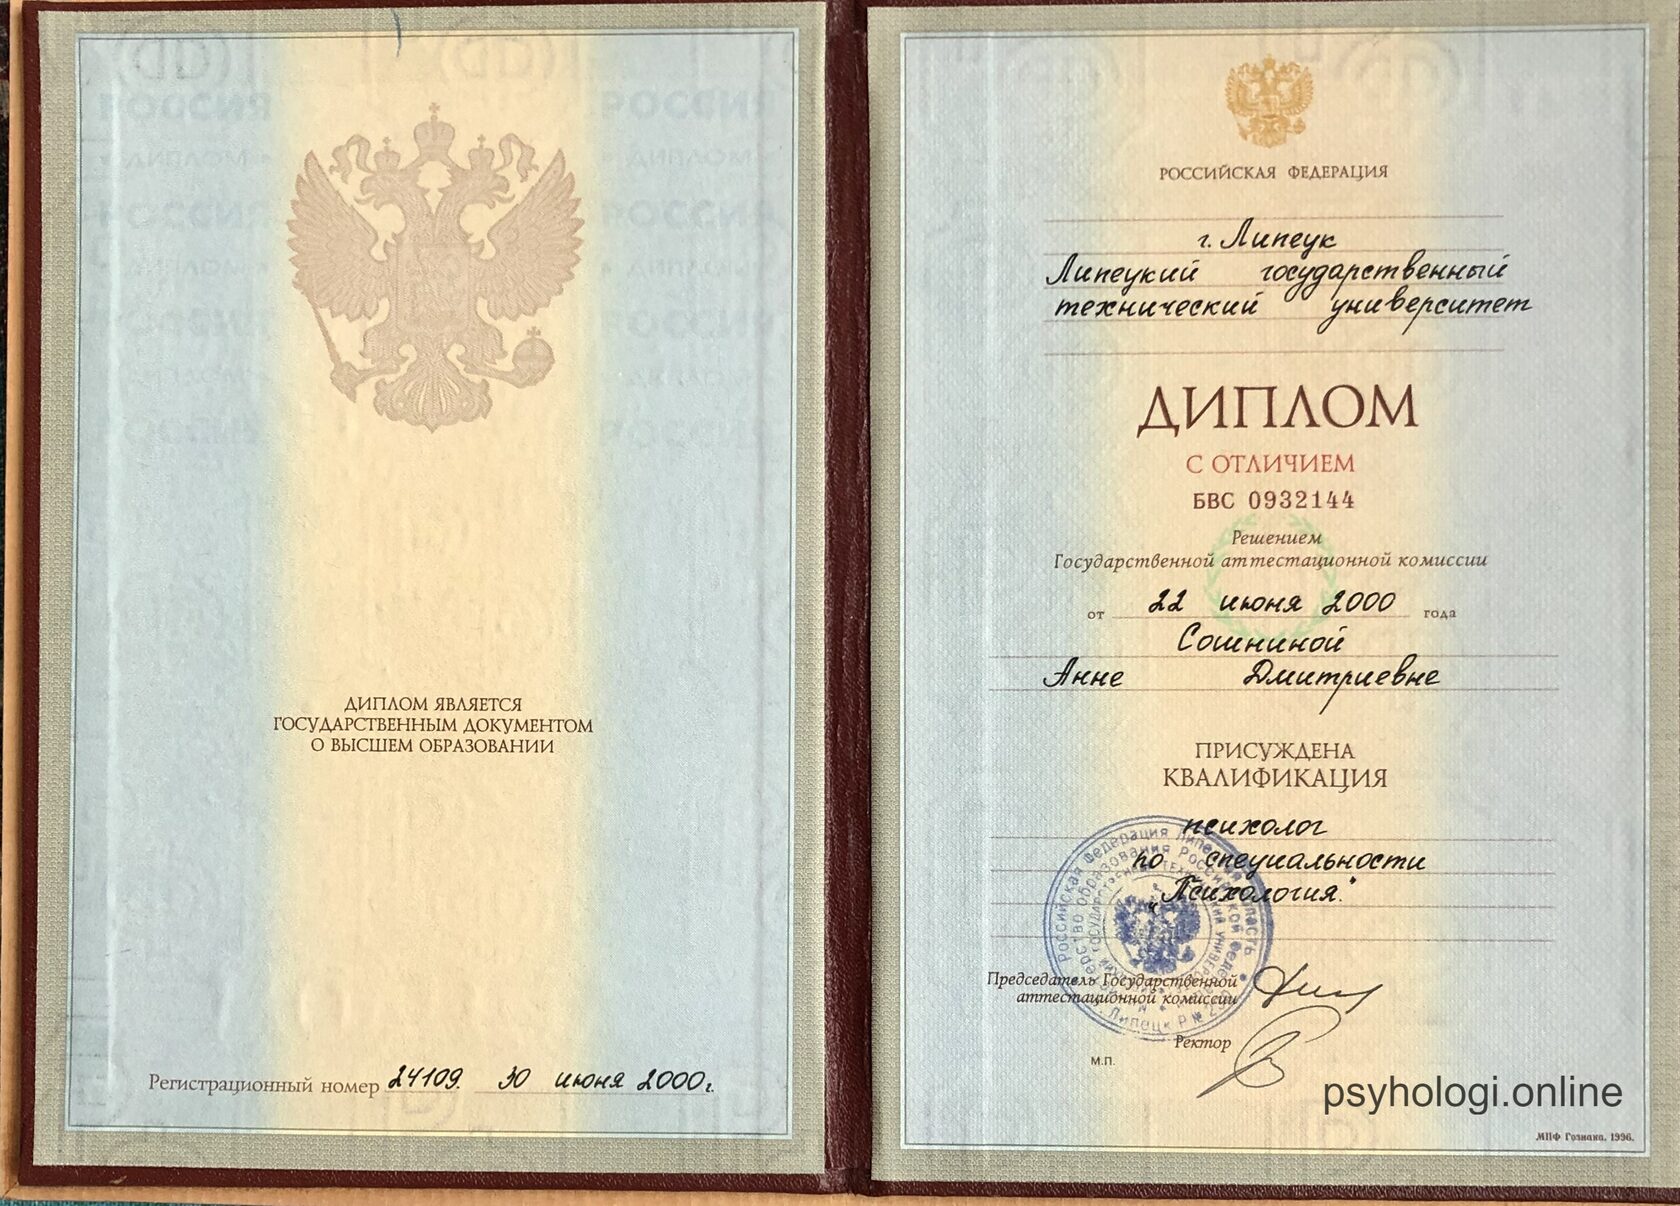 ДИПЛОМ ЯВЛЯЕТСЯ
ГОСУДАРСТВЕННЫМ ДОКУМЕНТОМ
О ВЫСШЕМ ОБРАЗОВАНИИ
Регистрационный номер 24109. 30 июня 2000г.
РОССИЙСКАЯ ФЕДЕРАЦИЯ
г. Липецк
Липецкий государственный
технический университет
ДИПЛОМ
С ОТЛИЧИЕМ
БВС 0932144
Решением
Государственной аттестационной комиссии
от 22 июня 2000 года
Сошниной
Анне Дмитриевне
ПРИСУЖДЕНА
КВАЛИФИКАЦИЯ
психолог
по специальности
„Психология."
Председатель Государственной
аттестационной комиссии
Ректор
М.П.
psyhologi.online
МПФ Гознака. 1996.